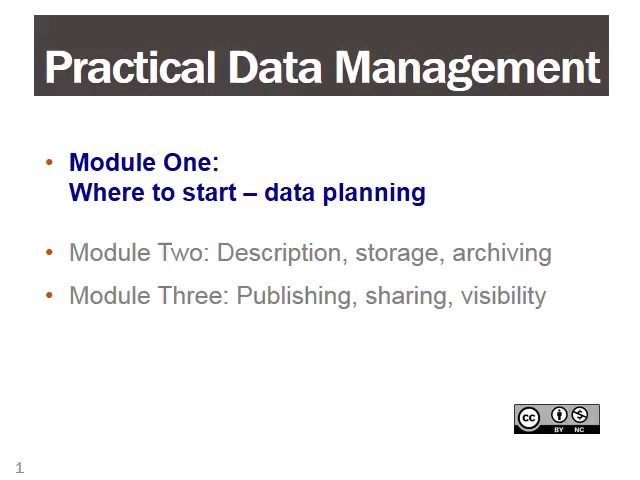 Practical Data Management
• Module One:
Where to start – data planning
• Module Two: Description, storage, archiving
• Module Three: Publishing, sharing, visibility
cc
BY NC
1